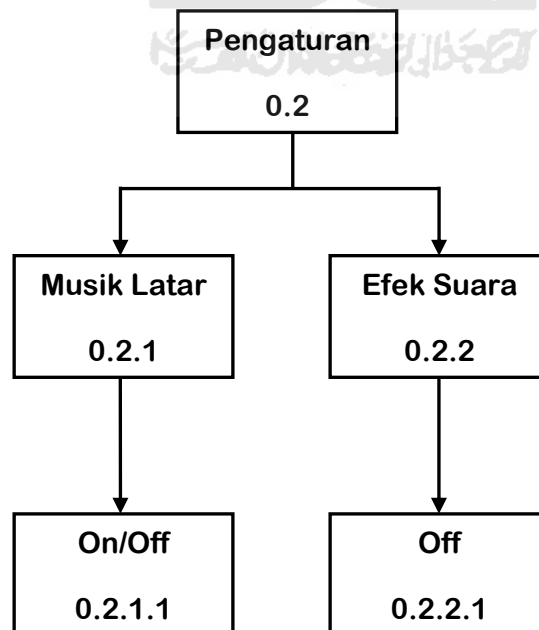 Pengaturan
0.2
Musik Latar
0.2.1
Efek Suara
0.2.2
On/Off
0.2.1.1
Off
0.2.2.1